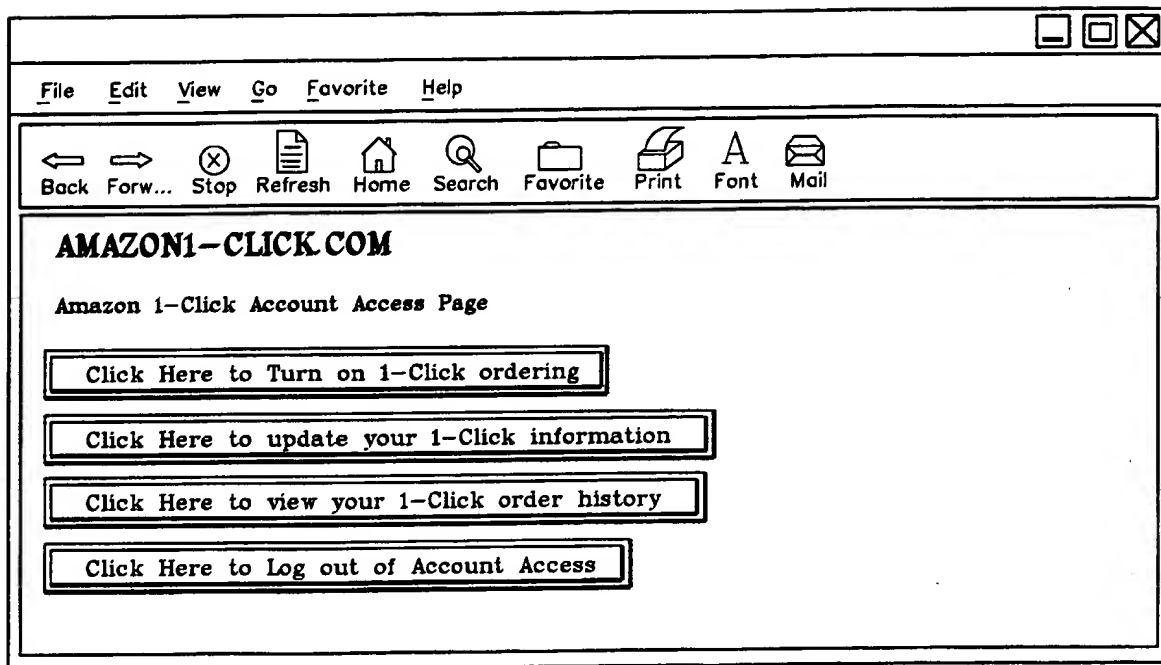 File Edit View Go Favorite Help
Back Forw... Stop Refresh Home Search Favorite Print Font Mail
AMAZON1-CLICK.COM
Amazon 1-Click Account Access Page
Click Here to Turn on 1-Click ordering
Click Here to update your 1-Click information
Click Here to view your 1-Click order history
Click Here to Log out of Account Access